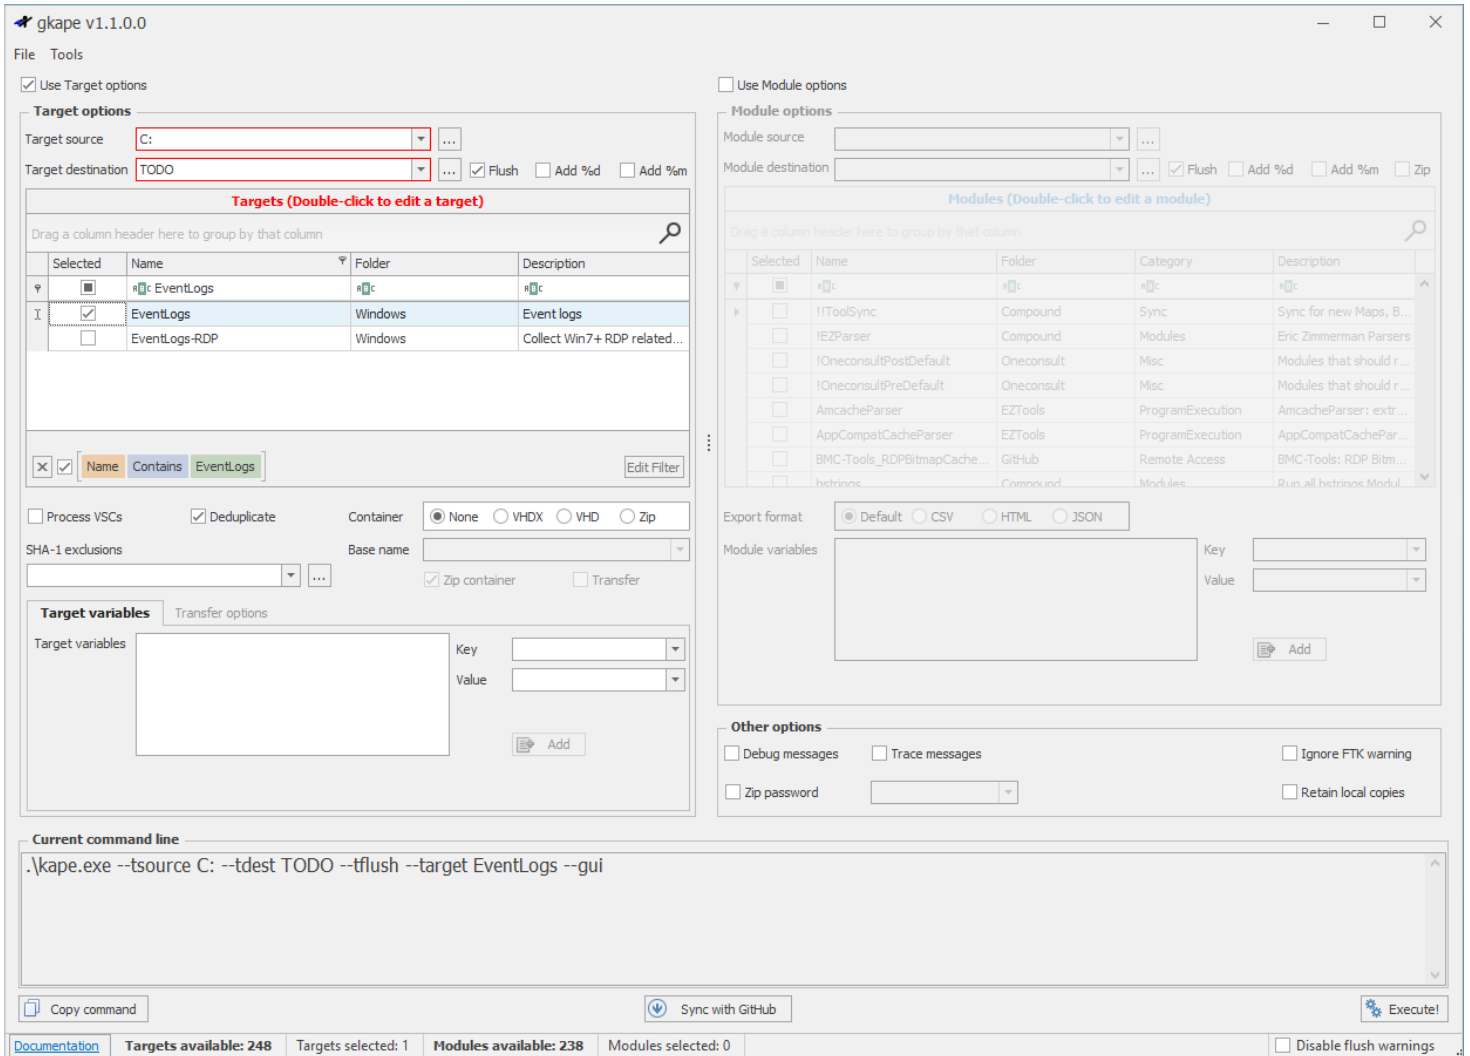 gkape v1.1.0.0
File Tools
Use Target options
Target options
Target source C: ...
Target destination TODO ... Flush Add %d Add %m
Targets (Double-click to edit a target)
Drag a column header here to group by that column
Selected Name Folder Description
EventLogs
EventLogs Windows Event logs
EventLogs-RDP Windows Collect Win7+ RDP related...
Name Contains EventLogs Edit Filter
Process VSCs Deduplicate Container None VHDX VHD Zip
SHA-1 exclusions Base name
... Zip container Transfer
Target variables Transfer options
Target variables Key
Value
Add
Use Module options
Module options
Module source ...
Module destination ... Flush Add %d Add %m Zip
Modules (Double-click to edit a module)
Drag a column header here to group by that column
Selected Name Folder Category Description
!!ToolSync Compound Sync Sync for new Maps, B...
!EZParser Compound Modules Eric Zimmerman Parsers
!OneconsultPostDefault Oneconsult Misc Modules that should r...
!OneconsultPreDefault Oneconsult Misc Modules that should r...
AmcacheParser EZTools ProgramExecution AmcacheParser: extr...
AppCompatCacheParser EZTools ProgramExecution AppCompatCachePar...
BMC-Tools_RDPBitmapCache... GitHub Remote Access BMC-Tools: RDP Bitm...
bstrings Compound Modules Run all bstrings Modul...
Export format Default CSV HTML JSON
Module variables Key
Value
Add
Other options
Debug messages Trace messages Ignore FTK warning
Zip password Retain local copies
Current command line
.\kape.exe --tsource C: --tdest TODO --tflush --target EventLogs --gui
Copy command Sync with GitHub Execute!
Documentation Targets available: 248 Targets selected: 1 Modules available: 238 Modules selected: 0 Disable flush warnings